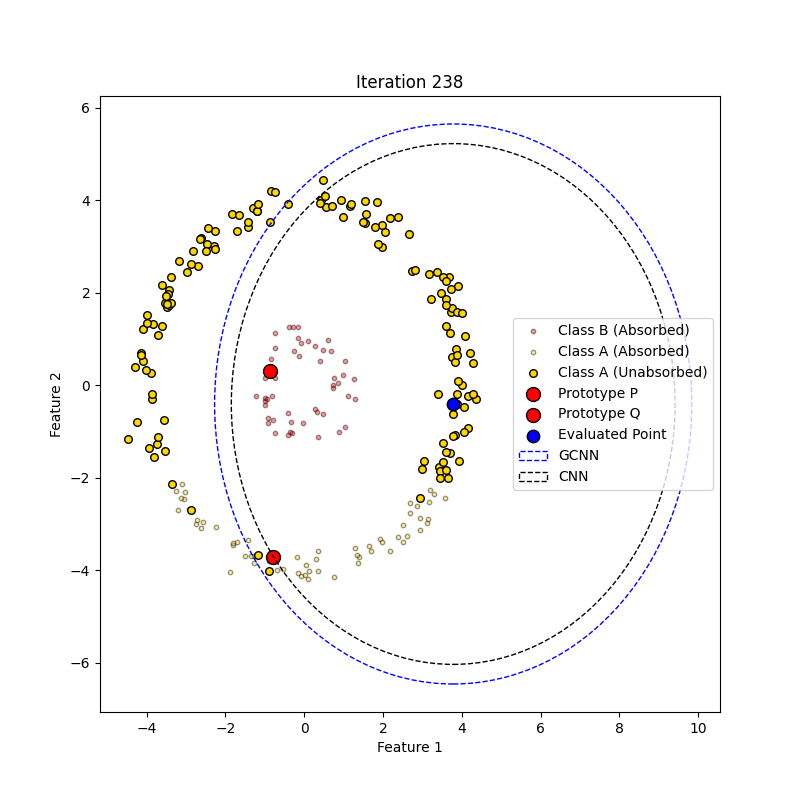 Iteration 238
6
4
2
0
−2
−4
−6
Feature 2
Class B (Absorbed)
Class A (Absorbed)
Class A (Unabsorbed)
Prototype P
Prototype Q
Evaluated Point
GCNN
CNN
−4
−2
0
2
4
6
8
10
Feature 1